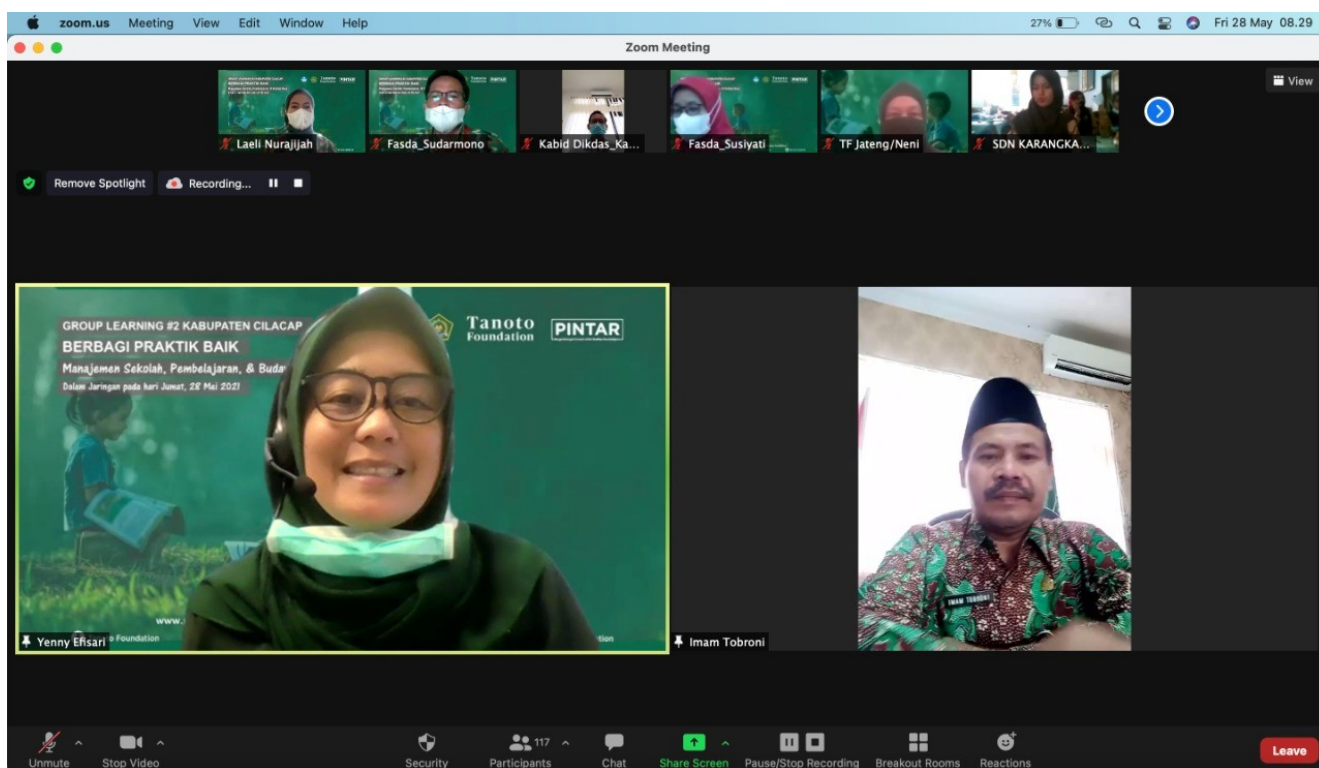 zoom.us Meeting View Edit Window Help 27% Fri 28 May 08.29
Zoom Meeting
View
Laeli Nurajijah
Fasda_Sudarmono
Kabid Dikdas_Ka...
Fasda_Susiyati
TF Jateng/Neni
SDN KARANGKA...
Remove Spotlight Recording...
GROUP LEARNING #2 KABUPATEN CILACAP
BERBAGI PRAKTIK BAIK
Manajemen Sekolah, Pembelajaran, & Buda
Dalam Jaringan pada hari Jumat, 28 Mei 2021
Tanoto
Foundation
PINTAR
www.
Foundation
Yenny Efisari
IMAM TOBRONI
Imam Tobroni
Unmute Stop Video Security Participants 117 Chat Share Screen Pause/Stop Recording Breakout Rooms Reactions Leave